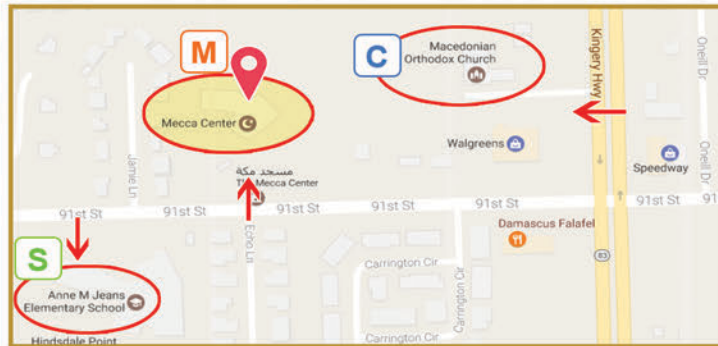 M
C
Macedonian
Orthodox Church
Kingery Hwy
Oneill Dr
Mecca Center
Walgreens
Jamie Ln
مسجد مكة
The Mecca Center
Speedway
Oneill Dr
91st St
91st St
91st St
91st St
91st St
Damascus Falafel
S
Echo Ln
Carrington Cir
Carrington Cir
83
Anne M Jeans
Elementary School
Carrington Cir
Hindsdale Point